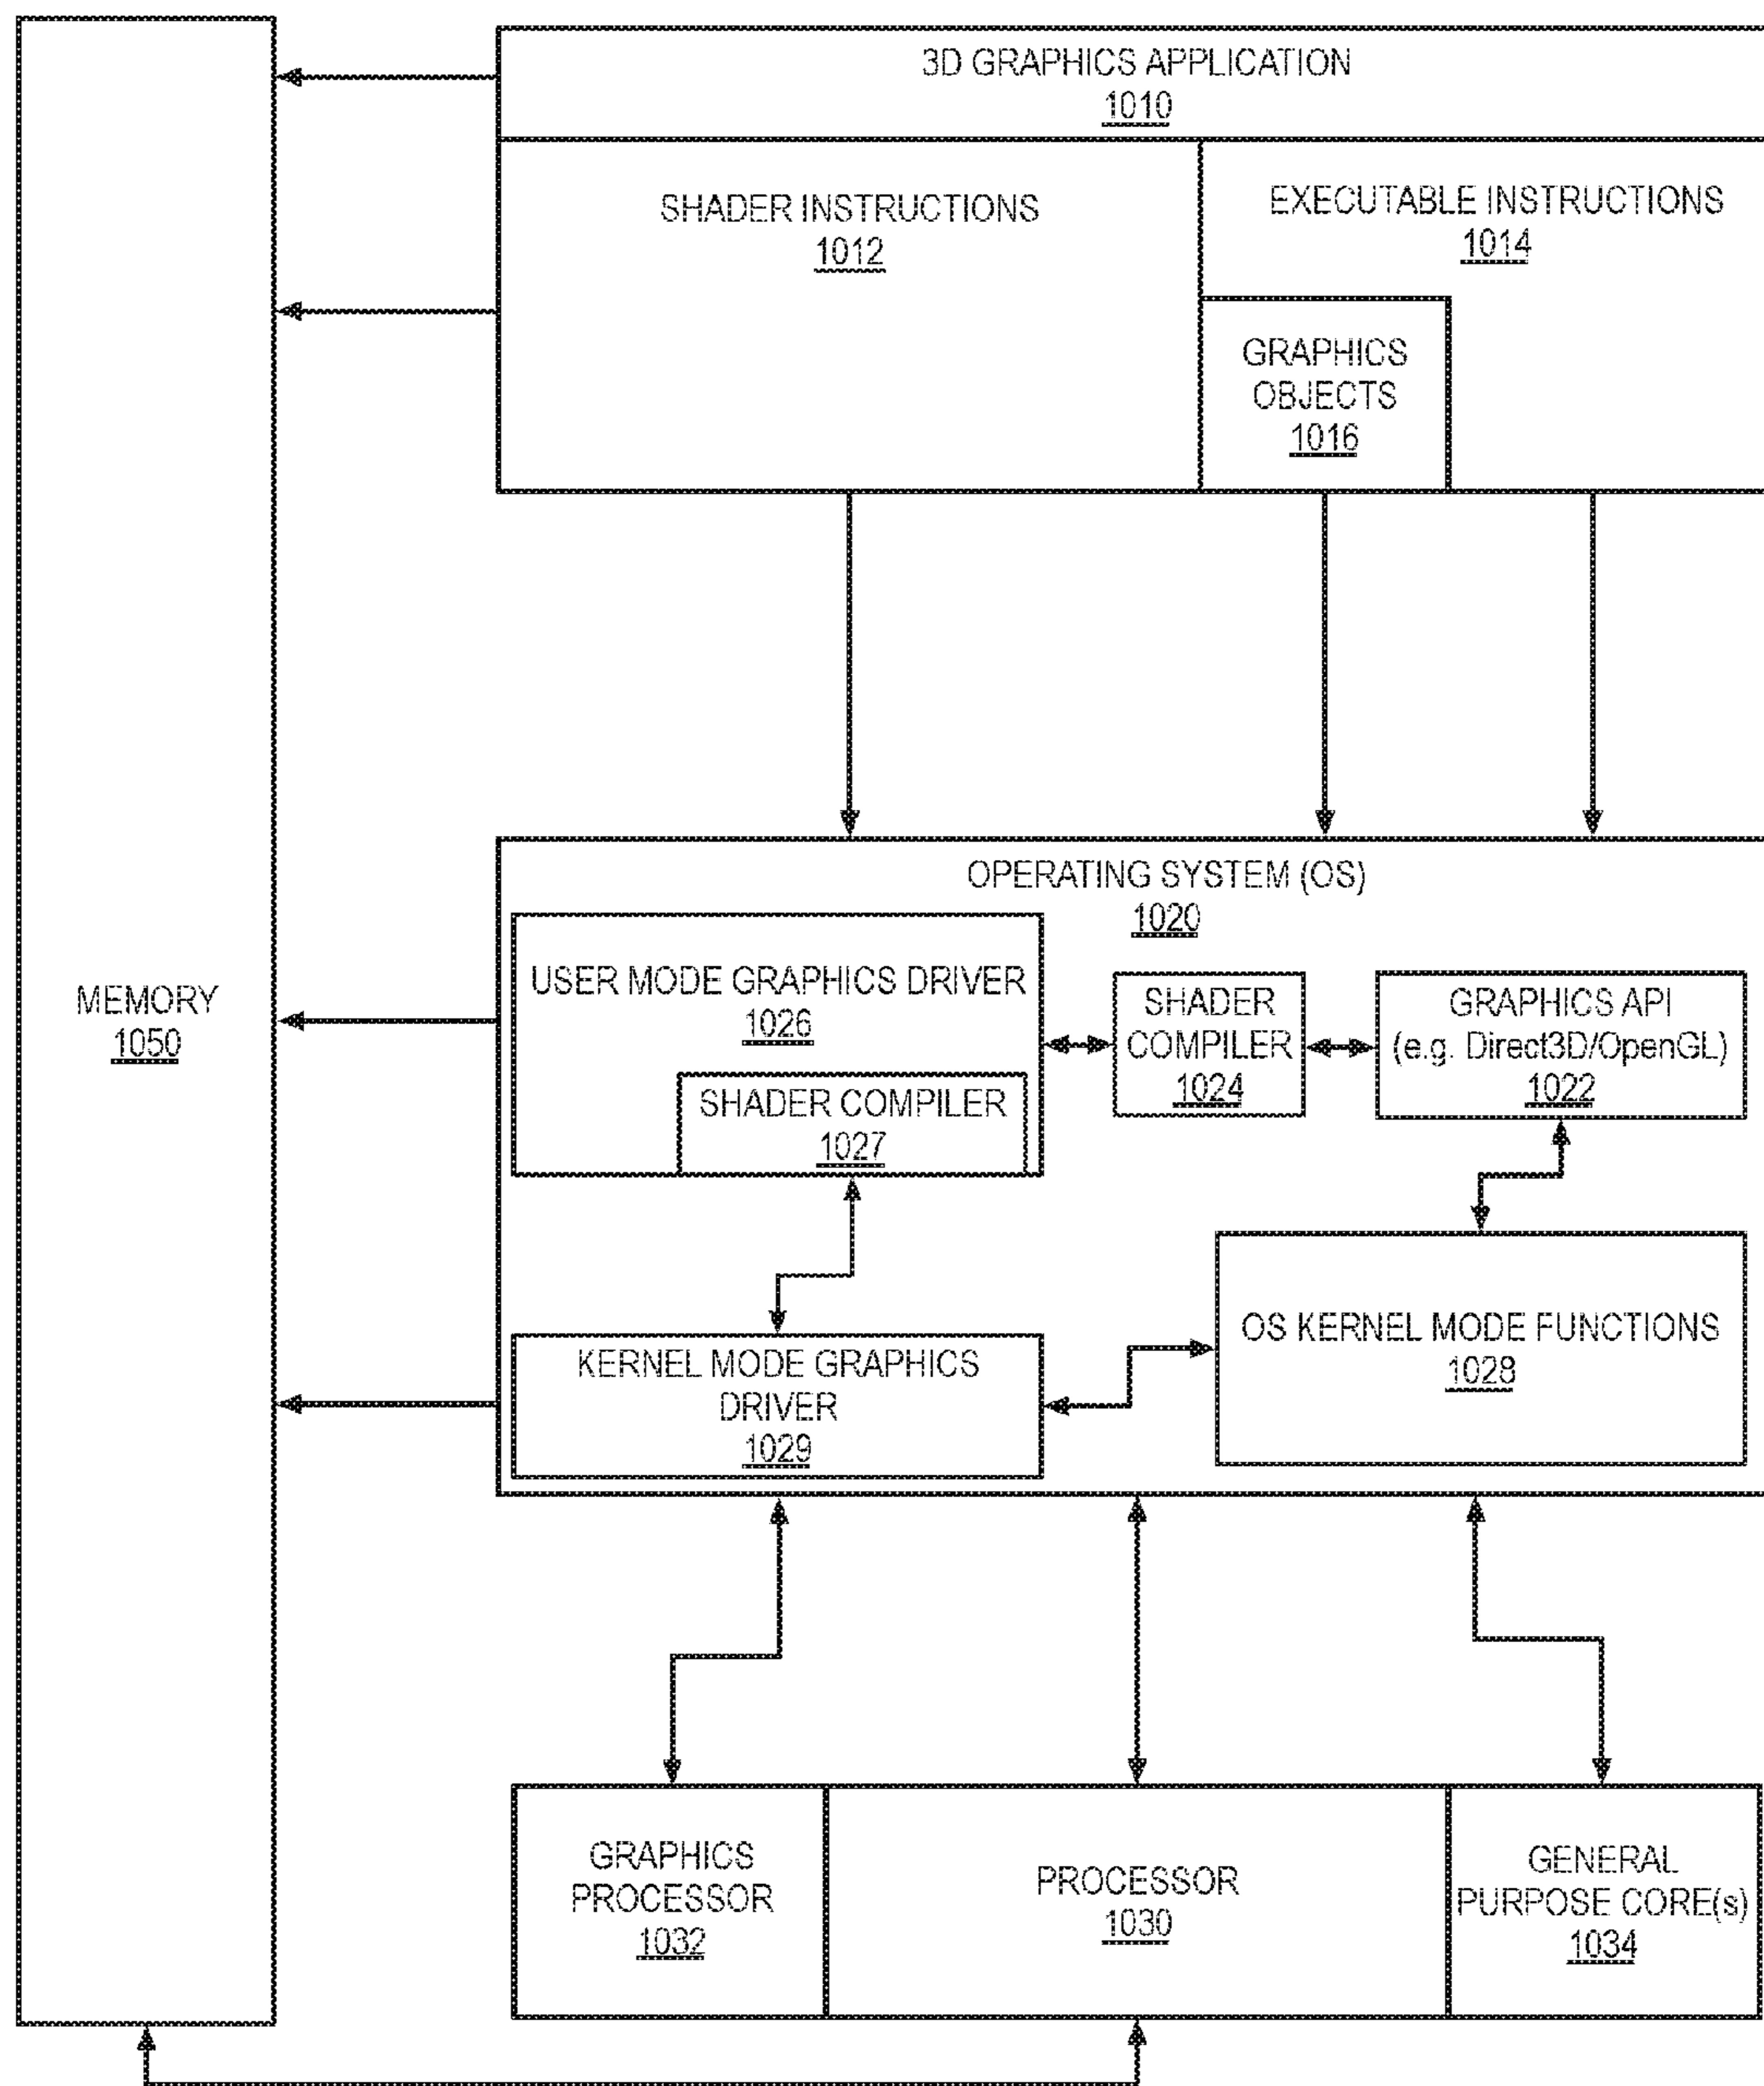 3D GRAPHICS APPLICATION
1010
SHADER INSTRUCTIONS
1012
EXECUTABLE INSTRUCTIONS
1014
GRAPHICS
OBJECTS
1016
MEMORY
1050
OPERATING SYSTEM (OS)
1020
USER MODE GRAPHICS DRIVER
1026
SHADER COMPILER
1027
SHADER
COMPILER
1024
GRAPHICS API
(e.g. Direct3D/OpenGL)
1022
KERNEL MODE GRAPHICS
DRIVER
1029
OS KERNEL MODE FUNCTIONS
1028
GRAPHICS
PROCESSOR
1032
PROCESSOR
1030
GENERAL
PURPOSE CORE(s)
1034